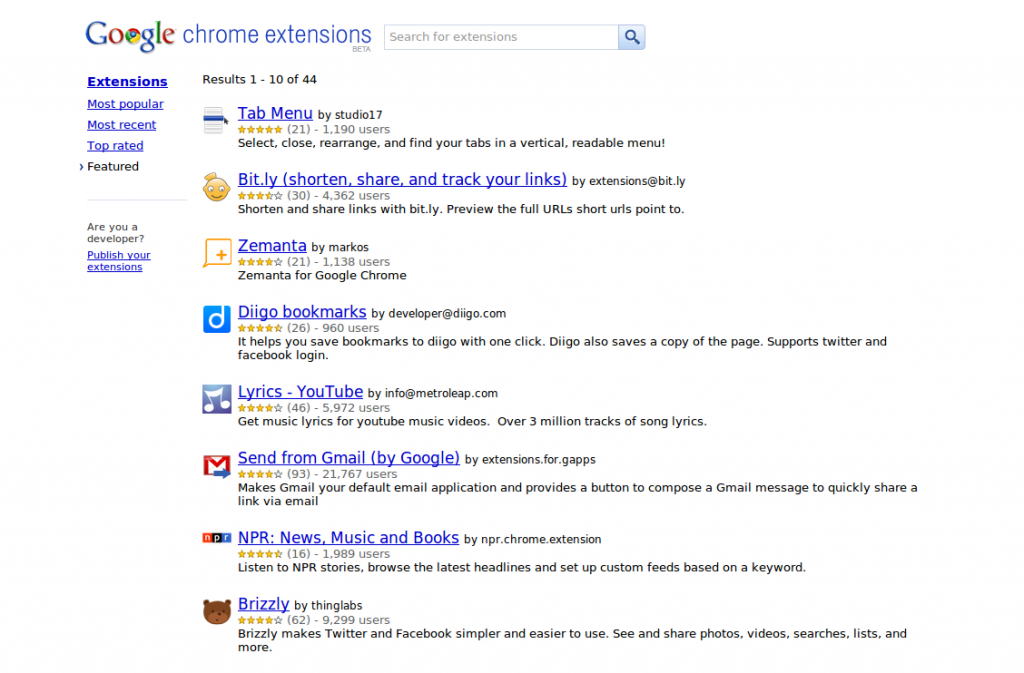 Google chrome extensions
BETA
Search for extensions
Extensions
Most popular
Most recent
Top rated
› Featured
Are you a
developer?
Publish your
extensions
Results 1 - 10 of 44
Tab Menu by studio17
(21) - 1,190 users
Select, close, rearrange, and find your tabs in a vertical, readable menu!
Bit.ly (shorten, share, and track your links) by extensions@bit.ly
(30) - 4,362 users
Shorten and share links with bit.ly. Preview the full URLs short urls point to.
Zemanta by markos
(21) - 1,138 users
Zemanta for Google Chrome
d
Diigo bookmarks by developer@diigo.com
(26) - 960 users
It helps you save bookmarks to diigo with one click. Diigo also saves a copy of the page. Supports twitter and
facebook login.
Lyrics - YouTube by info@metroleap.com
(46) - 5,972 users
Get music lyrics for youtube music videos.  Over 3 million tracks of song lyrics.
Send from Gmail (by Google) by extensions.for.gapps
(93) - 21,767 users
Makes Gmail your default email application and provides a button to compose a Gmail message to quickly share a
link via email
npr
NPR: News, Music and Books by npr.chrome.extension
(16) - 1,989 users
Listen to NPR stories, browse the latest headlines and set up custom feeds based on a keyword.
Brizzly by thinglabs
(62) - 9,299 users
Brizzly makes Twitter and Facebook simpler and easier to use. See and share photos, videos, searches, lists, and
more.